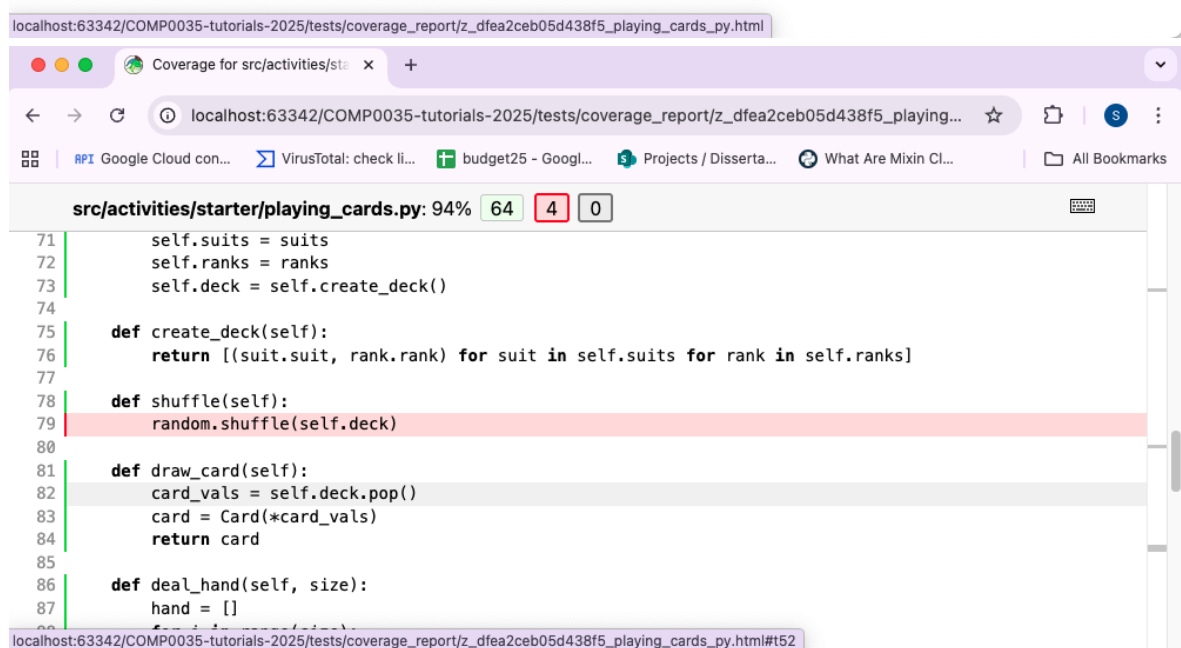 localhost:63342/COMP0035-tutorials-2025/tests/coverage_report/z_dfea2ceb05d438f5_playing_cards_py.html
Coverage for src/activities/sta
localhost:63342/COMP0035-tutorials-2025/tests/coverage_report/z_dfea2ceb05d438f5_playing... S
API Google Cloud con... VirusTotal: check li... budget25 - Googl... Projects / Disserta... What Are Mixin Cl... All Bookmarks
src/activities/starter/playing_cards.py: 94% 64 4 0
71 self.suits = suits
72 self.ranks = ranks
73 self.deck = self.create_deck()
74
75 def create_deck(self):
76 return [(suit.suit, rank.rank) for suit in self.suits for rank in self.ranks]
77
78 def shuffle(self):
79 random.shuffle(self.deck)
80
81 def draw_card(self):
82 card_vals = self.deck.pop()
83 card = Card(*card_vals)
84 return card
85
86 def deal_hand(self, size):
87 hand = []
localhost:63342/COMP0035-tutorials-2025/tests/coverage_report/z_dfea2ceb05d438f5_playing_cards_py.html#t52